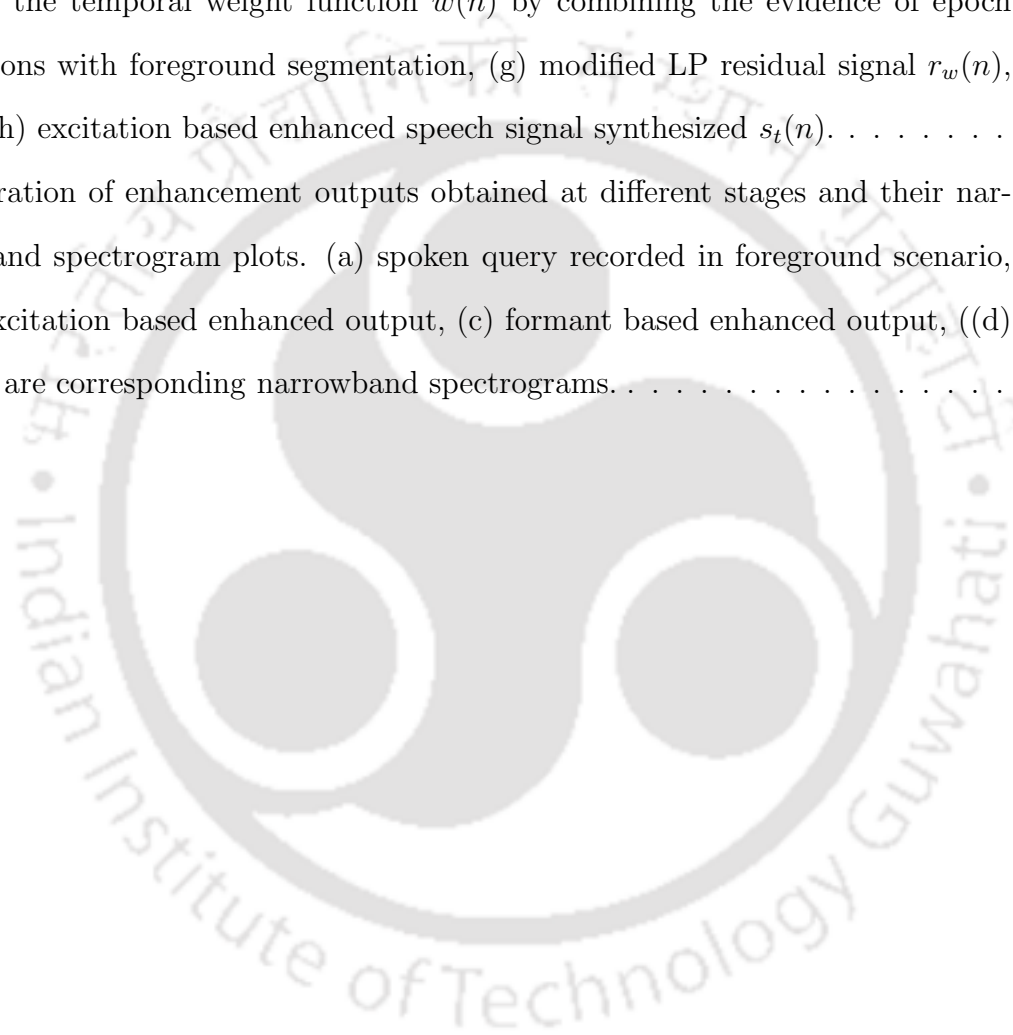 the temporal weight function w(n) by combining the evidence of epoch
ons with foreground segmentation, (g) modified LP residual signal r_w(n),
h) excitation based enhanced speech signal synthesized s_t(n). . . . . . . .
ration of enhancement outputs obtained at different stages and their nar-
and spectrogram plots. (a) spoken query recorded in foreground scenario,
xcitation based enhanced output, (c) formant based enhanced output, ((d)
are corresponding narrowband spectrograms. . . . . . . . . . . . . . . . .
Indian Institute of Technology Guwahati